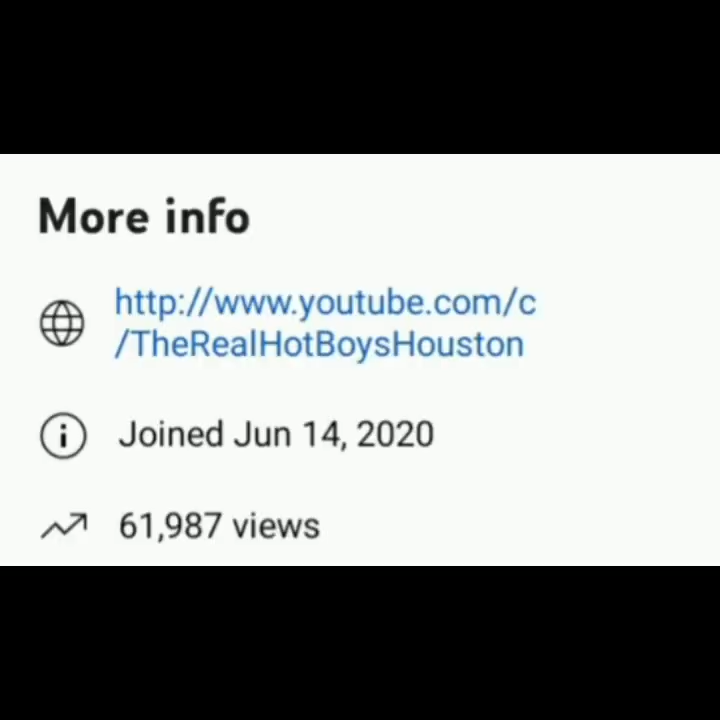 More info
http://www.youtube.com/c
/TheRealHotBoysHouston
Joined Jun 14, 2020
61,987 views